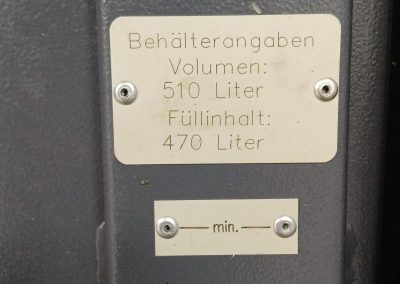 Behälterangaben
Volumen:
510 Liter
Füllinhalt:
470 Liter
min.